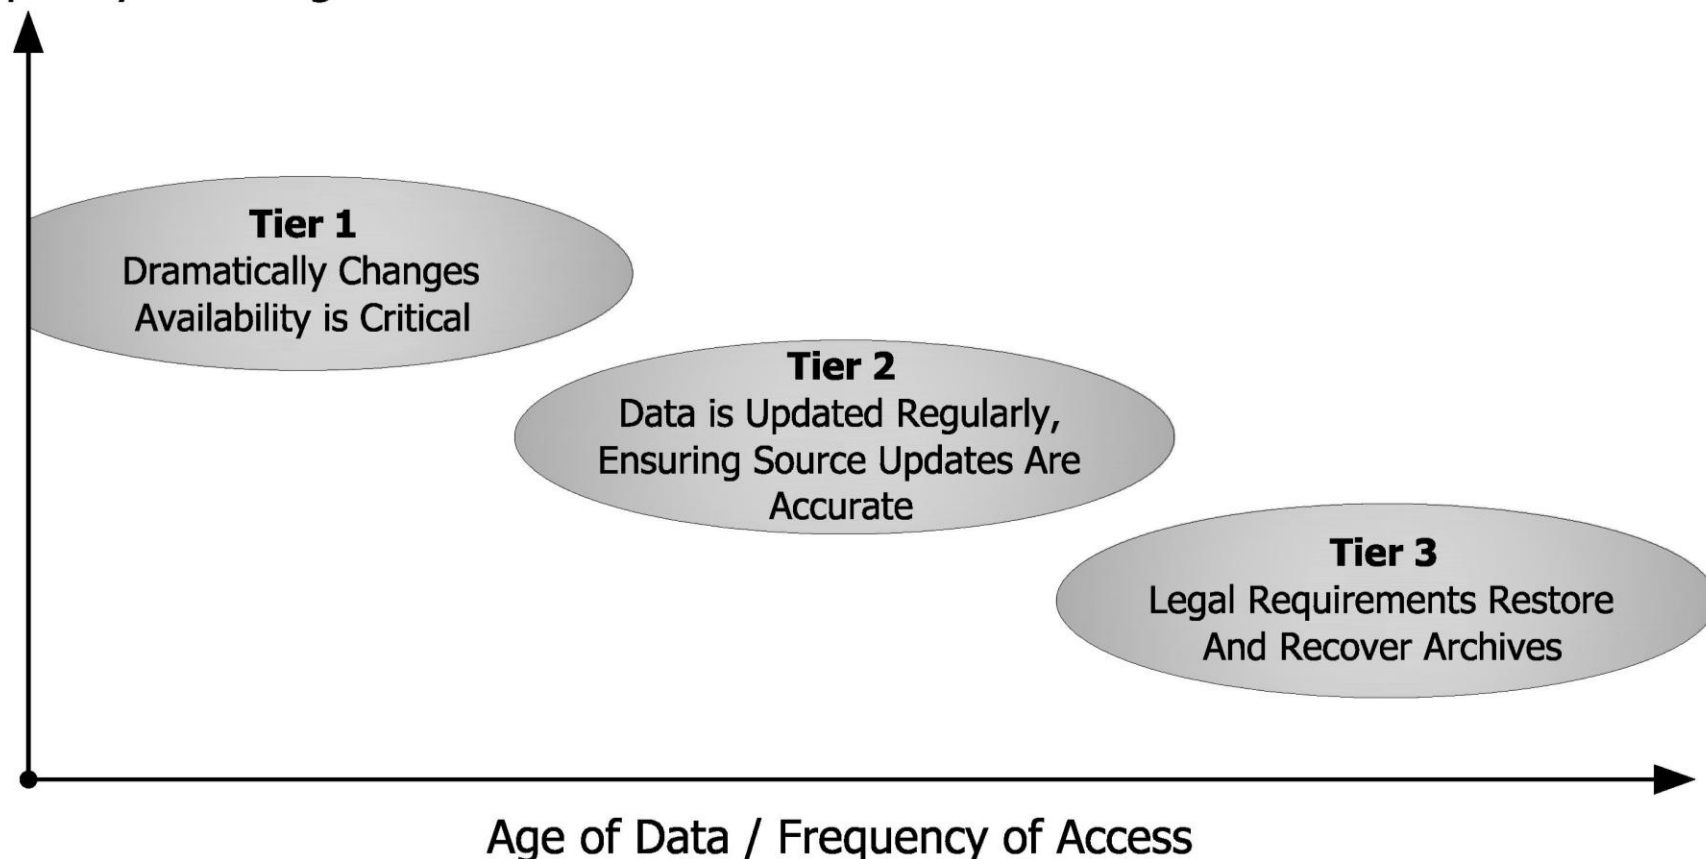 Tier 1
Dramatically Changes
Availability is Critical
Tier 2
Data is Updated Regularly,
Ensuring Source Updates Are
Accurate
Tier 3
Legal Requirements Restore
And Recover Archives
Age of Data / Frequency of Access